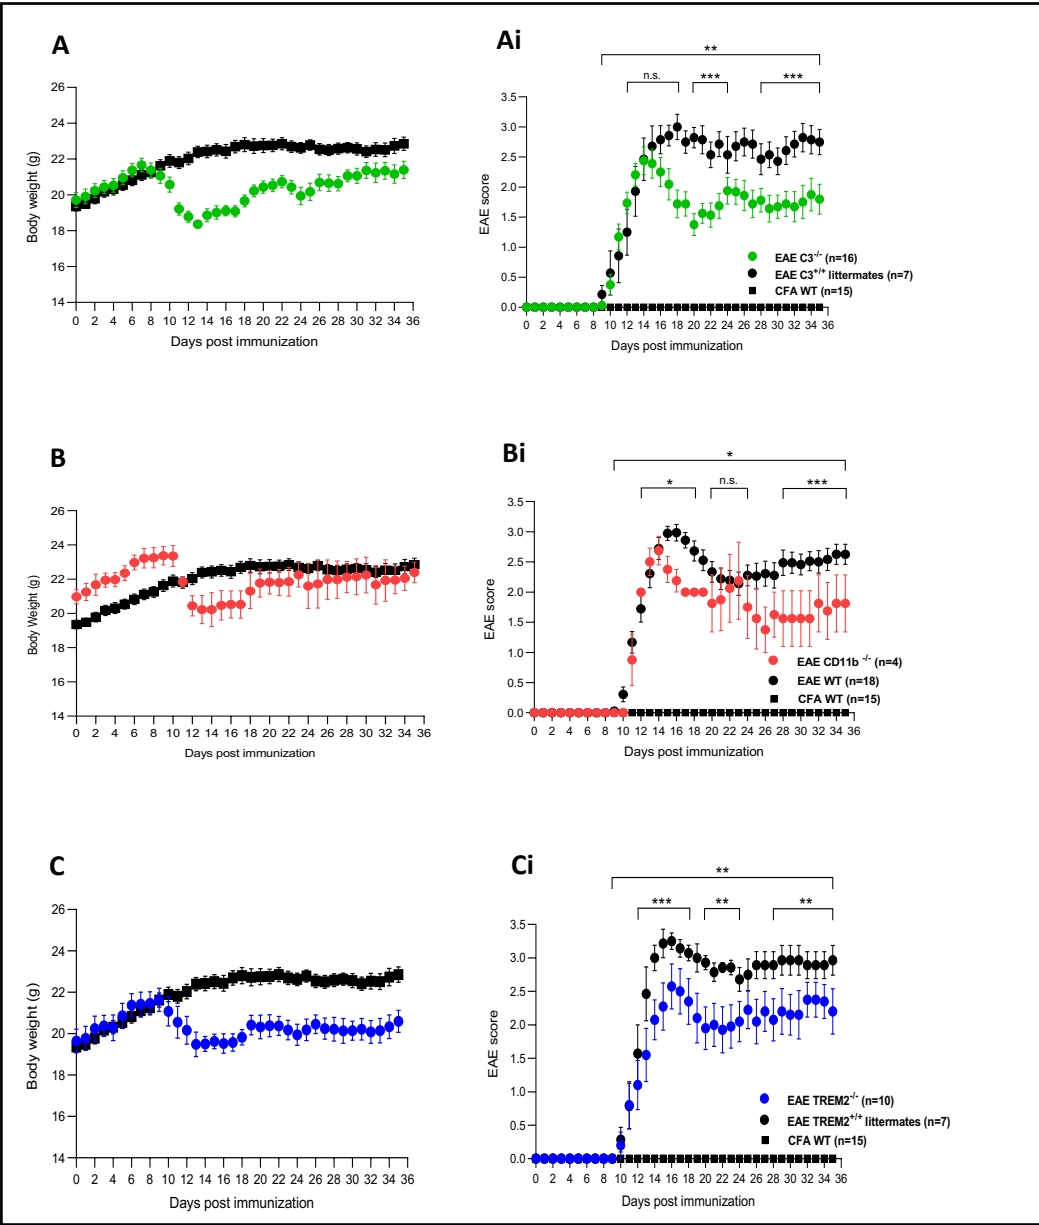 A
Body weight (g)
26
24
22
20
18
16
14
0 2 4 6 8 10 12 14 16 18 20 22 24 26 28 30 32 34 36
Days post immunization
Ai
**
n.s. *** ***
EAE score
3.5
3.0
2.5
2.0
1.5
1.0
0.5
0.0
EAE C3-/- (n=16)
EAE C3+/+ littermates (n=7)
CFA WT (n=15)
0 2 4 6 8 10 12 14 16 18 20 22 24 26 28 30 32 34 36
Days post immunization
B
Body Weight (g)
26
24
22
20
18
16
14
0 2 4 6 8 10 12 14 16 18 20 22 24 26 28 30 32 34 36
Days post immunization
Bi
*
* n.s. ***
EAE score
3.5
3.0
2.5
2.0
1.5
1.0
0.5
0.0
EAE CD11b -/- (n=4)
EAE WT (n=18)
CFA WT (n=15)
0 2 4 6 8 10 12 14 16 18 20 22 24 26 28 30 32 34 36
Days post immunization
C
Body weight (g)
26
24
22
20
18
16
14
0 2 4 6 8 10 12 14 16 18 20 22 24 26 28 30 32 34 36
Days post immunization
Ci
**
*** ** **
EAE score
3.5
3.0
2.5
2.0
1.5
1.0
0.5
0.0
EAE TREM2-/- (n=10)
EAE TREM2+/+ littermates (n=7)
CFA WT (n=15)
0 2 4 6 8 10 12 14 16 18 20 22 24 26 28 30 32 34 36
Days post immunization